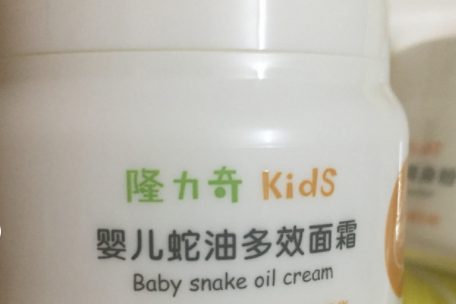 隆力奇 Kids
婴儿蛇油多效面霜
Baby snake oil cream